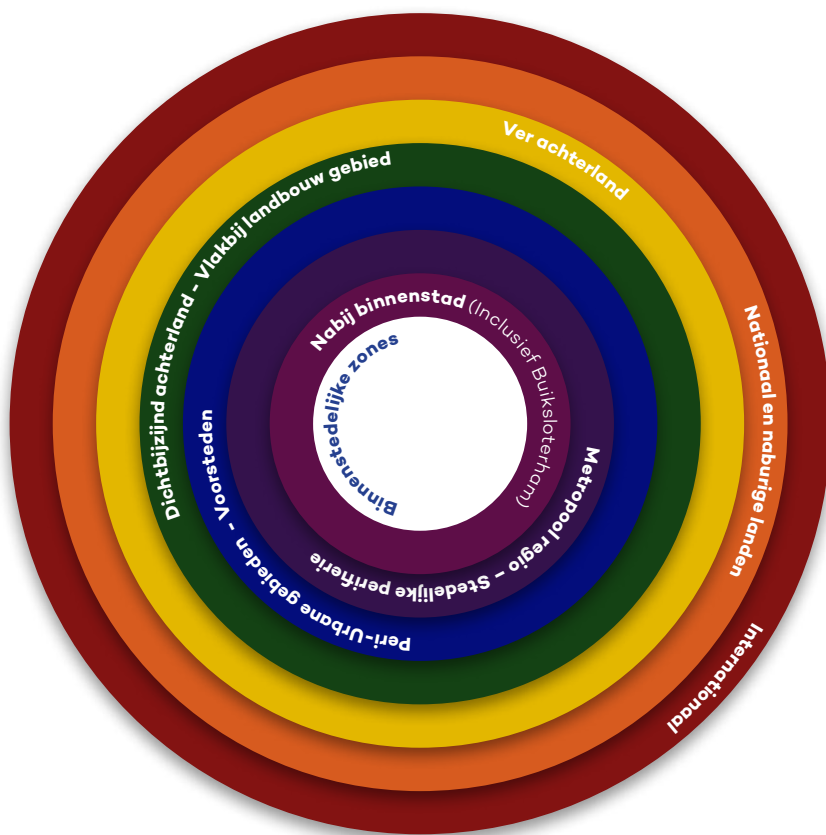 Ver achterland
Dichtbijzijnd achterland - Vlakbij landbouw gebied
Nabij binnenstad (Inclusief Buiksloterham)
Binnenstedelijke zones
Nationaal en naburige landen
Metropool regio – Stedelijke perifierie
Peri-Urbane gebieden - Voorsteden
Internationaal